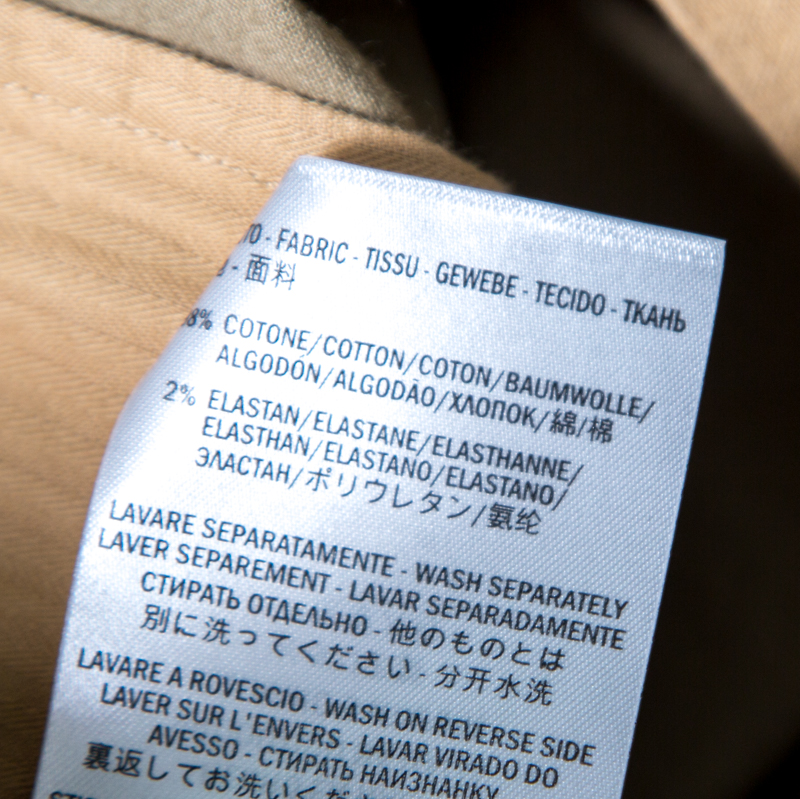 TO - FABRIC - TISSU - GEWEBE - TECIDO - ТКАНЬ
- 面料
8% COTONE/COTTON/COTON/BAUMWOLLE/
ALGODÓN/ALGODÃO/ХЛОПОК/綿/棉
2% ELASTAN/ELASTANE/ELASTHANNE/
ELASTHAN/ELASTANO/ELASTANO/
ЭЛАСТАН/ポリウレタン/氨纶
LAVARE SEPARATAMENTE - WASH SEPARATELY
LAVER SEPAREMENT - LAVAR SEPARADAMENTE
СТИРАТЬ ОТДЕЛЬНО - 他のものとは
別に洗ってください - 分开水洗
LAVARE A ROVESCIO - WASH ON REVERSE SIDE
LAVER SUR L'ENVERS - LAVAR VIRADO DO
AVESSO - СТИРАТЬ НАИЗНАНКУ
裏返してお洗いくだ